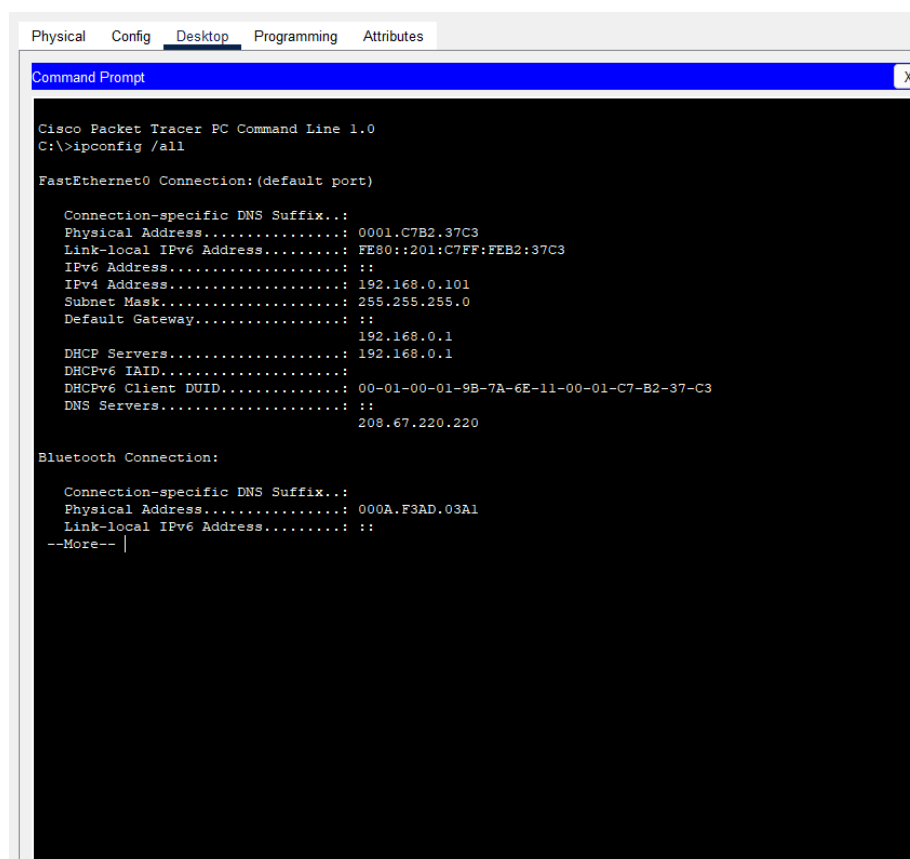 Physical Config Desktop Programming Attributes
Command Prompt X
Cisco Packet Tracer PC Command Line 1.0
C:\>ipconfig /all
FastEthernet0 Connection:(default port)
Connection-specific DNS Suffix..:
Physical Address................: 0001.C7B2.37C3
Link-local IPv6 Address.........: FE80::201:C7FF:FEB2:37C3
IPv6 Address....................: ::
IPv4 Address....................: 192.168.0.101
Subnet Mask.....................: 255.255.255.0
Default Gateway.................: ::
192.168.0.1
DHCP Servers....................: 192.168.0.1
DHCPv6 IAID.....................:
DHCPv6 Client DUID..............: 00-01-00-01-9B-7A-6E-11-00-01-C7-B2-37-C3
DNS Servers.....................: ::
208.67.220.220
Bluetooth Connection:
Connection-specific DNS Suffix..:
Physical Address................: 000A.F3AD.03A1
Link-local IPv6 Address.........: ::
--More--